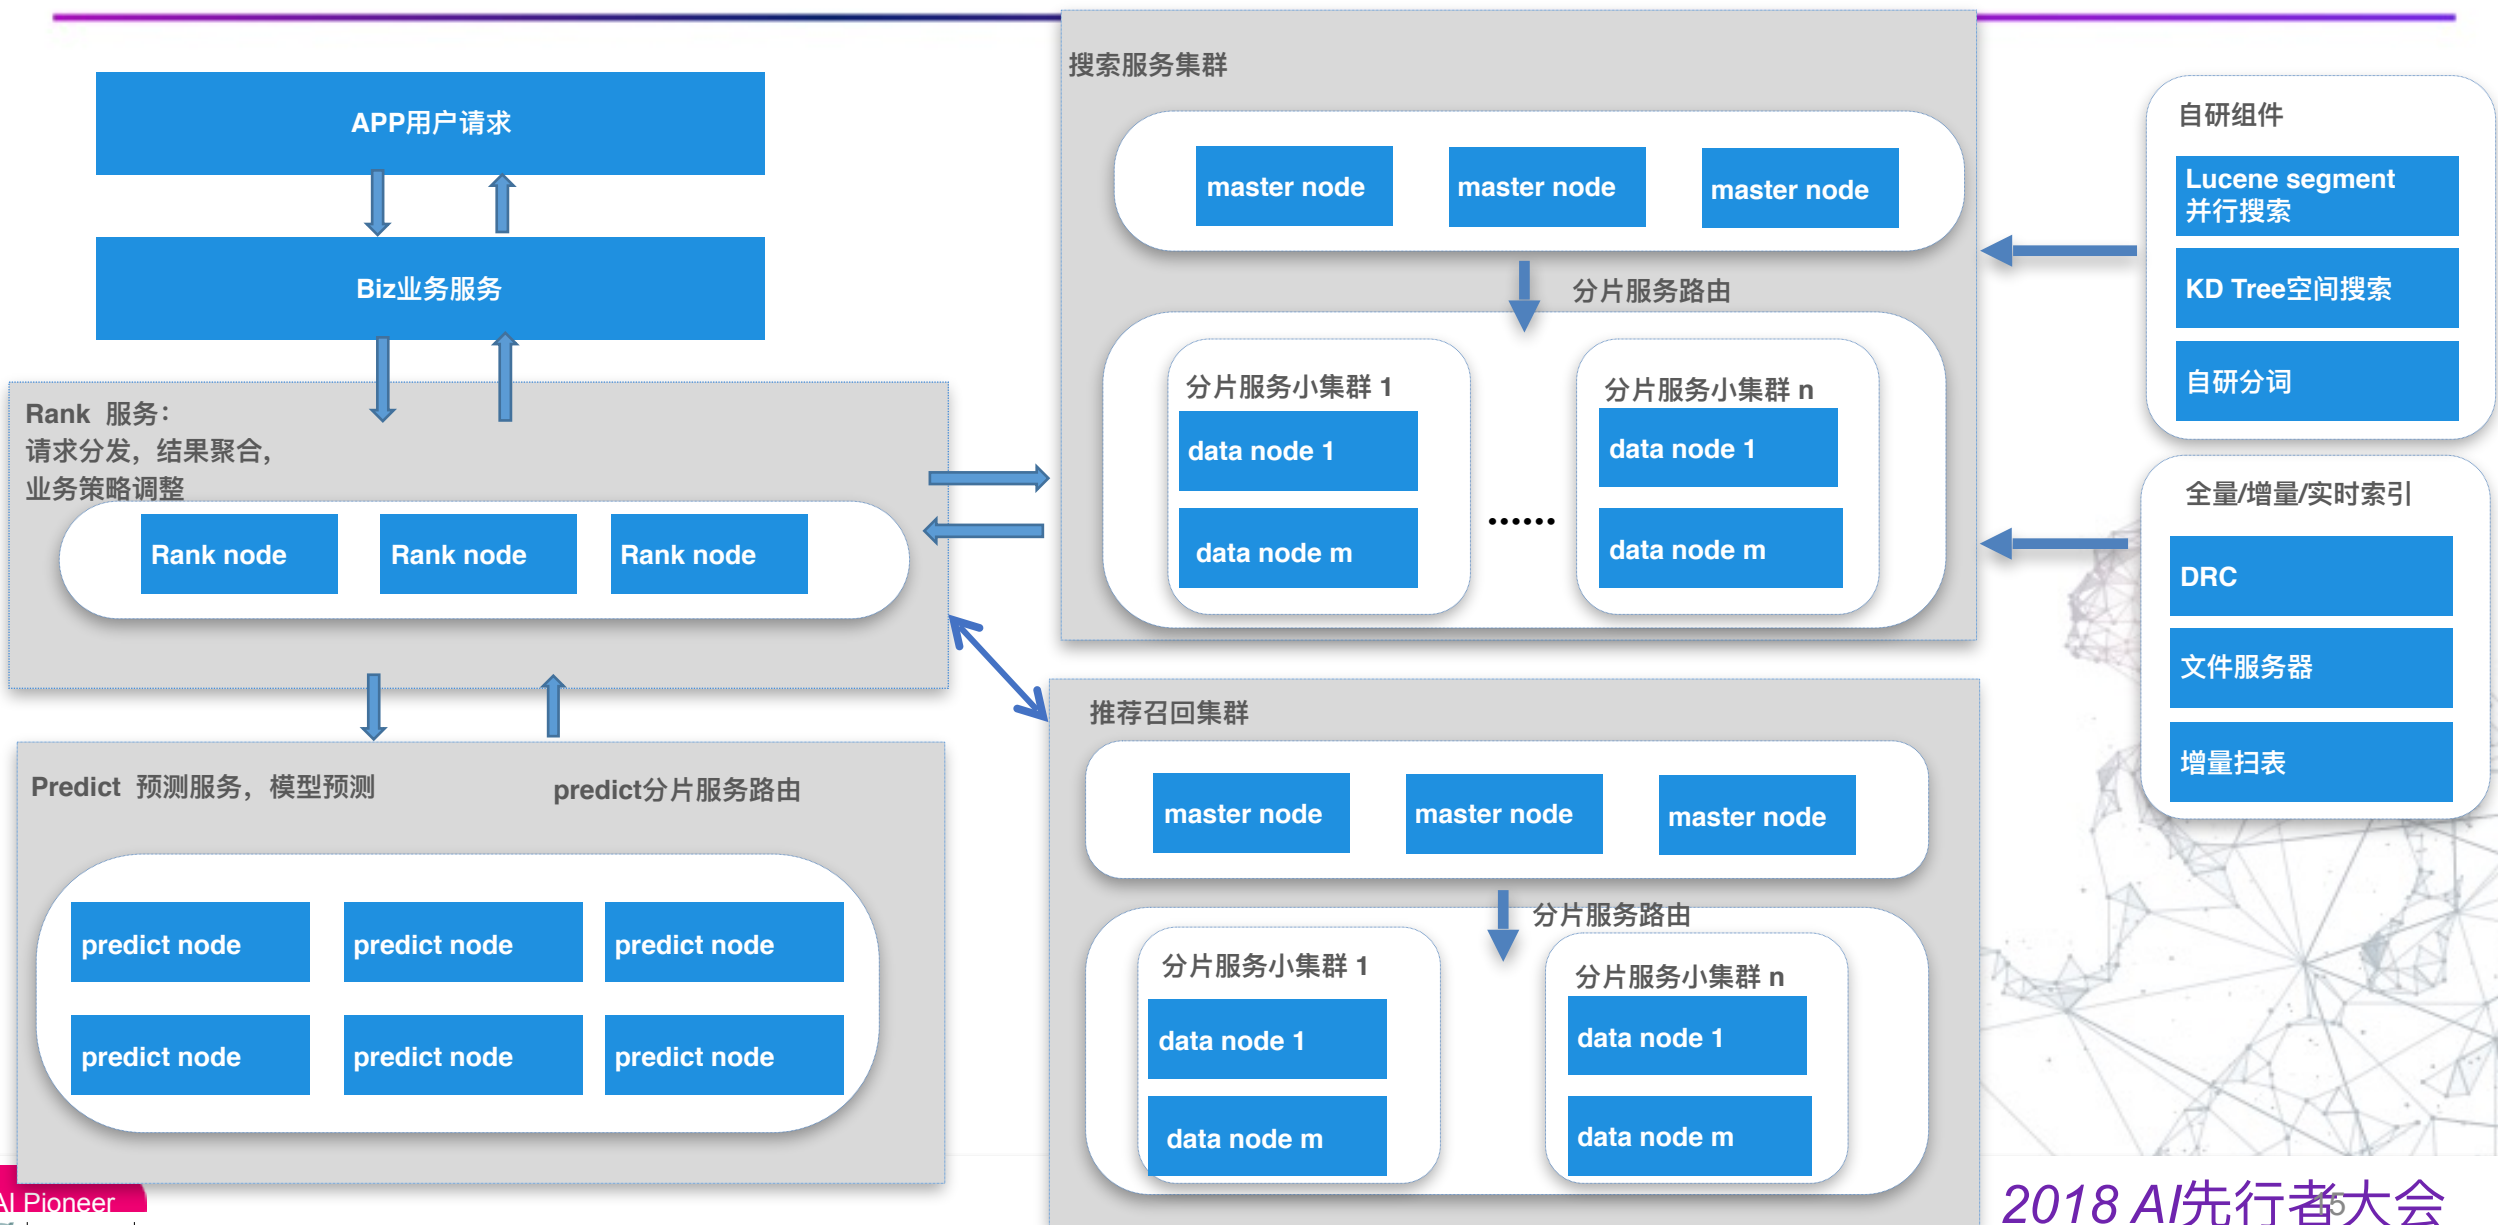 APP用户请求
Biz业务服务
Rank 服务：
请求分发，结果聚合，
业务策略调整
Rank node
Rank node
Rank node
Predict 预测服务，模型预测
predict分片服务路由
predict node
predict node
predict node
predict node
predict node
predict node
搜索服务集群
master node
master node
master node
分片服务路由
分片服务小集群 1
data node 1
data node m
......
分片服务小集群 n
data node 1
data node m
推荐召回集群
master node
master node
master node
分片服务路由
分片服务小集群 1
data node 1
data node m
分片服务小集群 n
data node 1
data node m
自研组件
Lucene segment
并行搜索
KD Tree空间搜索
自研分词
全量/增量/实时索引
DRC
文件服务器
增量扫表
AI Pioneer
2018 AI先行者大会
15